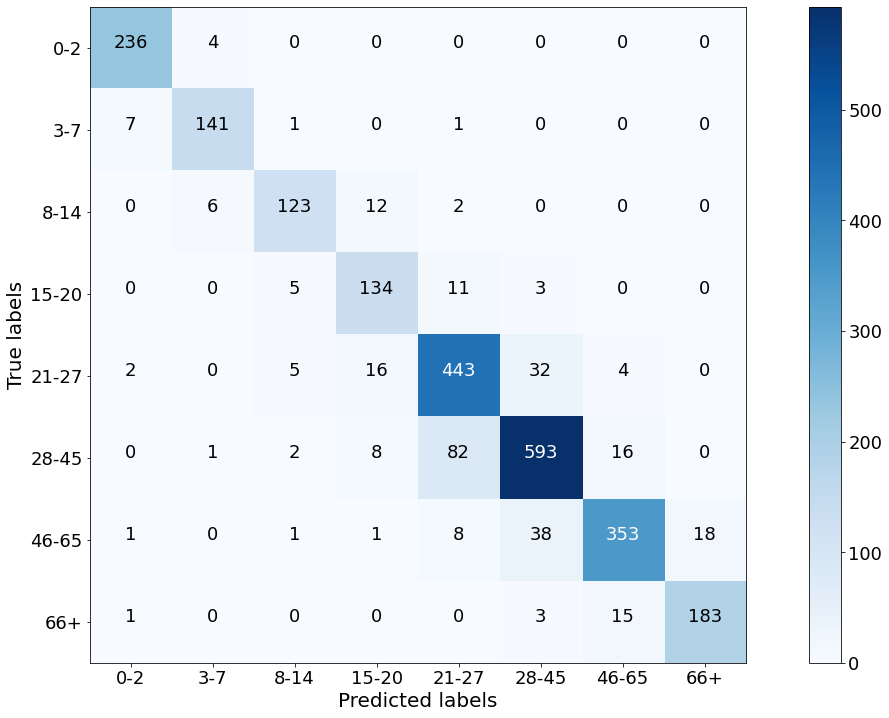 0-2 236 4 0 0 0 0 0 0
3-7 7 141 1 0 1 0 0 0
8-14 0 6 123 12 2 0 0 0
15-20 0 0 5 134 11 3 0 0
21-27 2 0 5 16 443 32 4 0
28-45 0 1 2 8 82 593 16 0
46-65 1 0 1 1 8 38 353 18
66+ 1 0 0 0 0 3 15 183
0-2 3-7 8-14 15-20 21-27 28-45 46-65 66+
Predicted labels
True labels
500
400
300
200
100
0